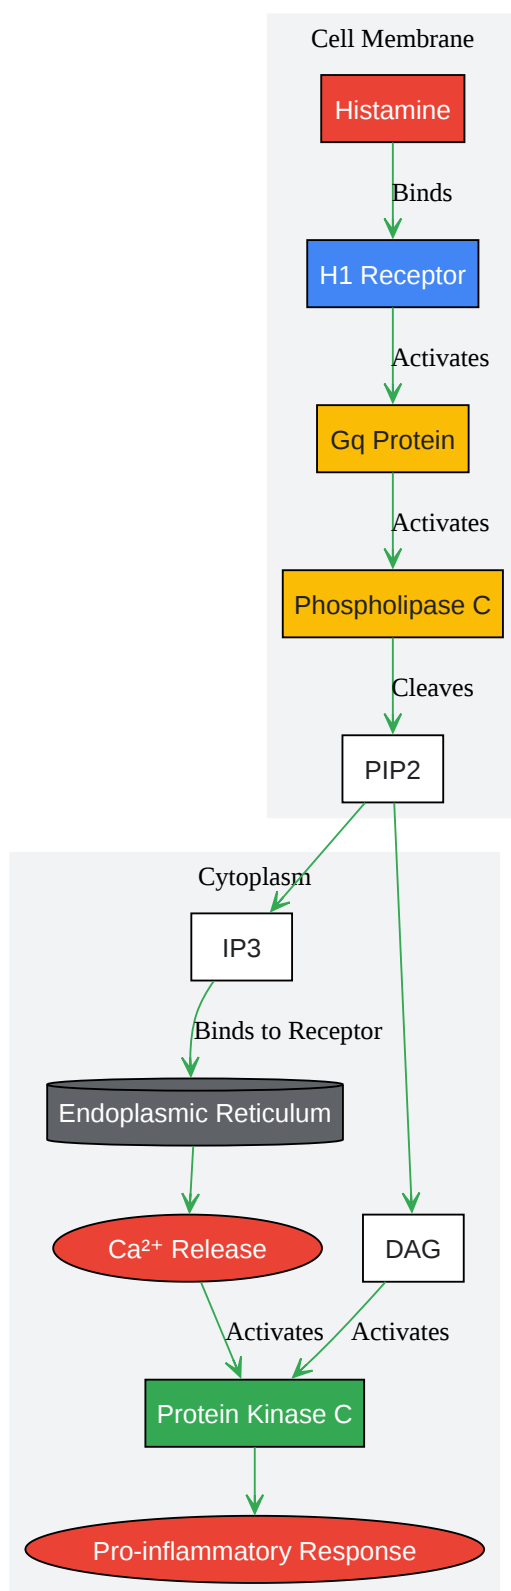 Cell Membrane
Histamine
Binds
H1 Receptor
Activates
Gq Protein
Activates
Phospholipase C
Cleaves
PIP2
Cytoplasm
IP3
Binds to Receptor
Endoplasmic Reticulum
Ca²⁺ Release
DAG
Activates
Activates
Protein Kinase C
Pro-inflammatory Response